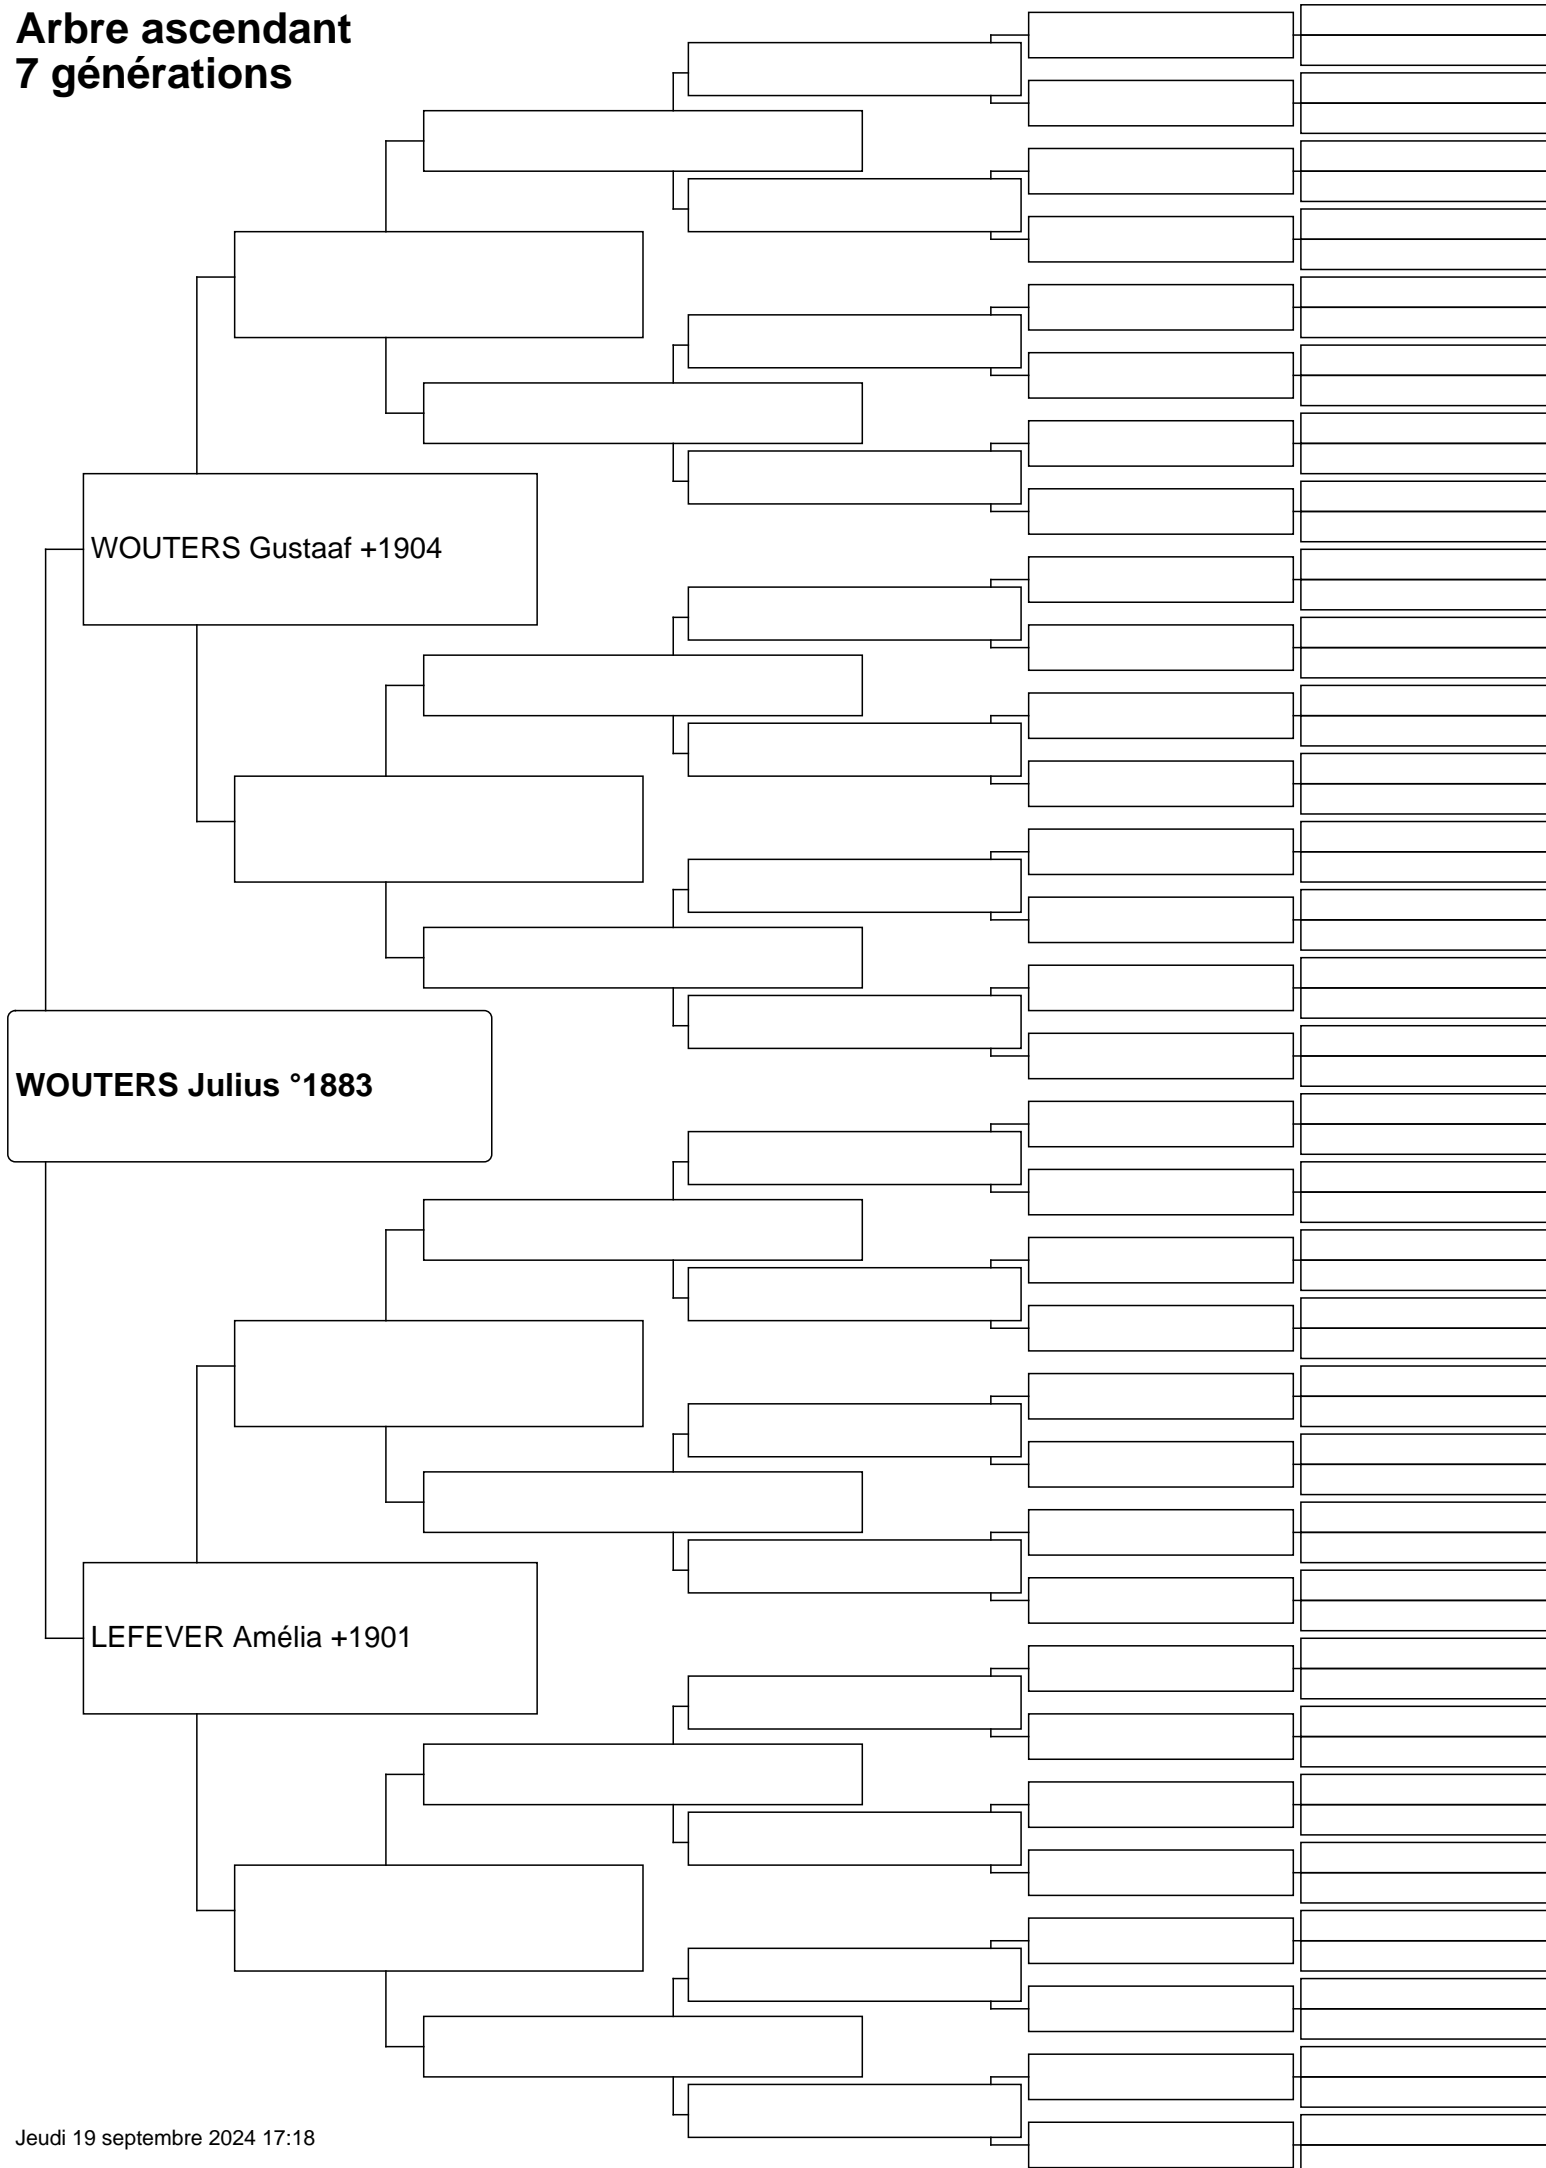 Arbre ascendant
7 générations
WOUTERS Gustaaf +1904
WOUTERS Julius °1883
LEFEVER Amélia +1901
Jeudi 19 septembre 2024 17:18